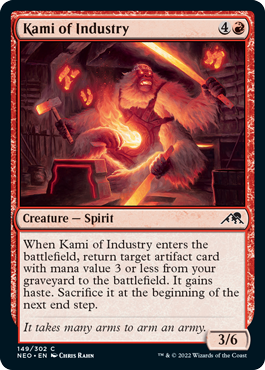 Kami of Industry 4
Creature — Spirit
When Kami of Industry enters the
battlefield, return target artifact card
with mana value 3 or less from your
graveyard to the battlefield. It gains
haste. Sacrifice it at the beginning of the
next end step.
It takes many arms to arm an army.
3/6
149/302 C
NEO • EN Chris Rahn ™ & © 2022 Wizards of the Coast